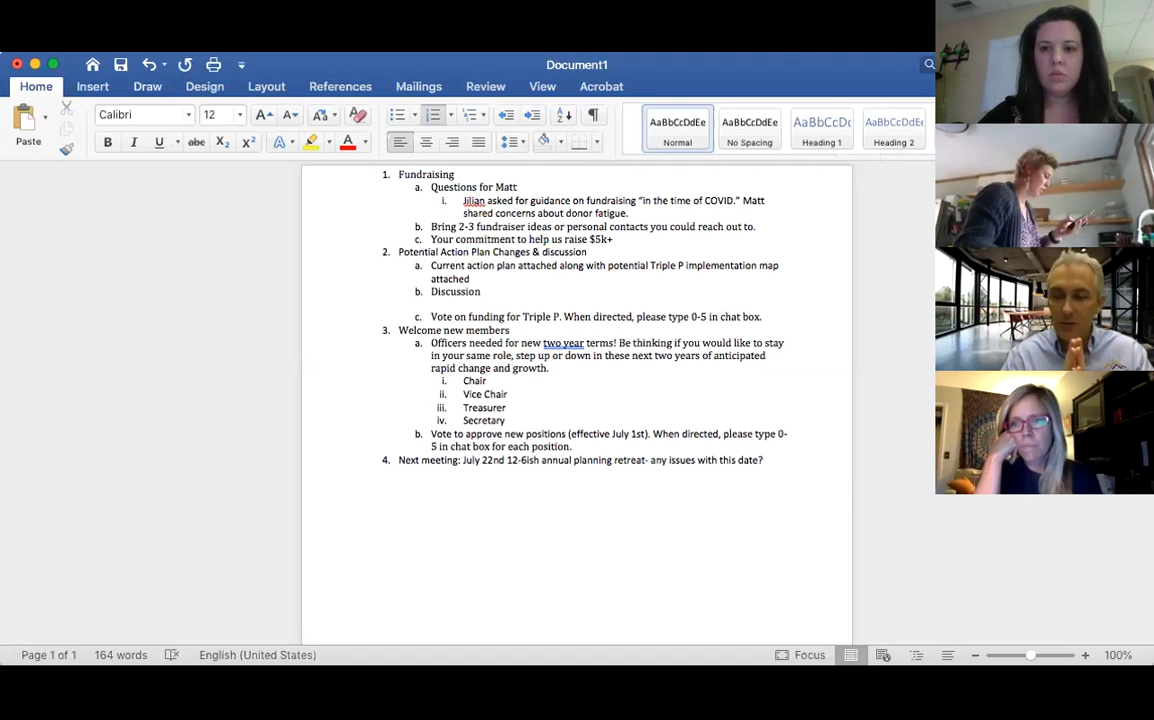 Document1
Home Insert Draw Design Layout References Mailings Review View Acrobat
Paste
Calibri 12
AaBbCcDdEe AaBbCcDdEe AaBbCcDc AaBbCcDdEe
Normal No Spacing Heading 1 Heading 2
1. Fundraising
a. Questions for Matt
i. Jilian asked for guidance on fundraising “in the time of COVID.” Matt
shared concerns about donor fatigue.
b. Bring 2-3 fundraiser ideas or personal contacts you could reach out to.
c. Your commitment to help us raise $5k+
2. Potential Action Plan Changes & discussion
a. Current action plan attached along with potential Triple P implementation map
attached
b. Discussion
c. Vote on funding for Triple P. When directed, please type 0-5 in chat box.
3. Welcome new members
a. Officers needed for new two year terms! Be thinking if you would like to stay
in your same role, step up or down in these next two years of anticipated
rapid change and growth.
i. Chair
ii. Vice Chair
iii. Treasurer
iv. Secretary
b. Vote to approve new positions (effective July 1st). When directed, please type 0-
5 in chat box for each position.
4. Next meeting: July 22nd 12-6ish annual planning retreat- any issues with this date?
Page 1 of 1 164 words English (United States) Focus 100%